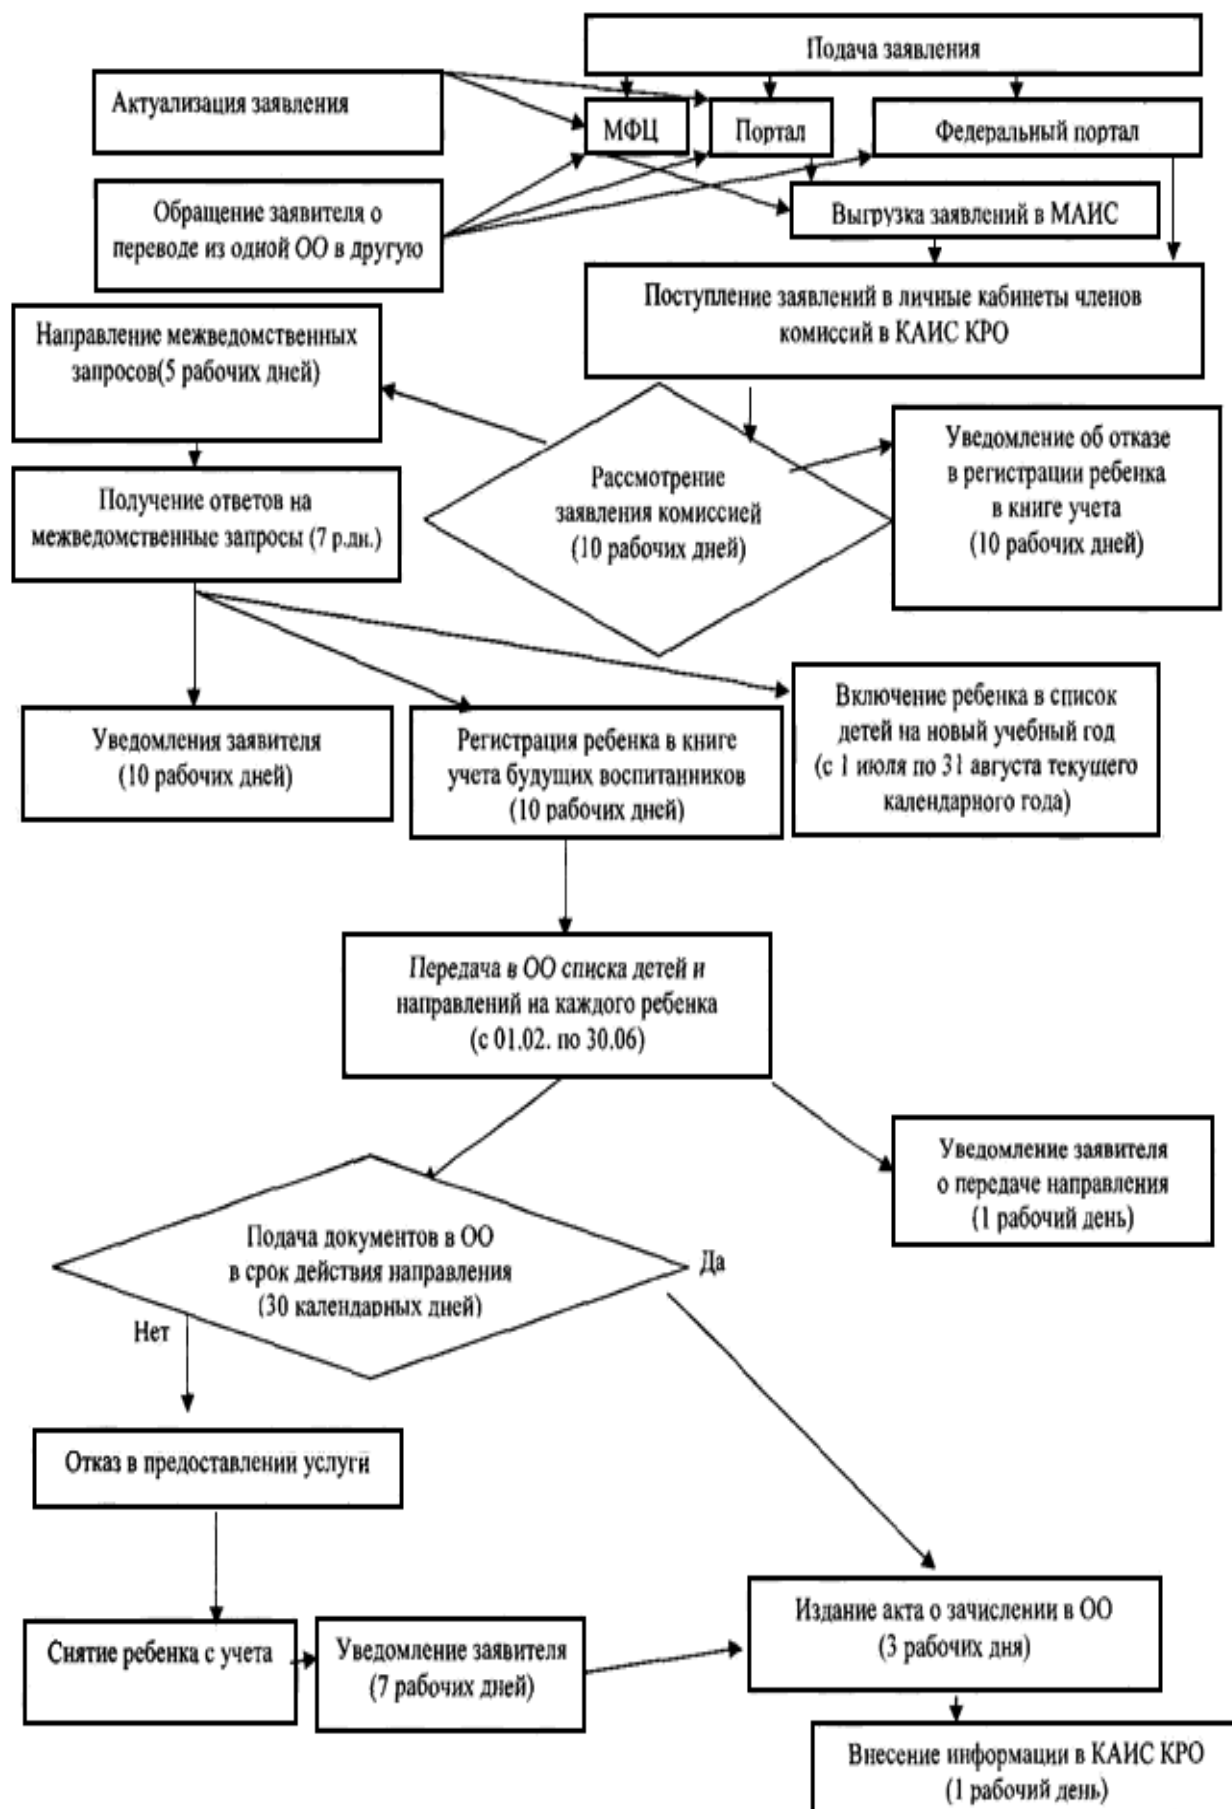 Подача заявления
Актуализация заявления
МФЦ
Портал
Федеральный портал
Обращение заявителя о
переводе из одной ОО в другую
Выгрузка заявлений в МАИС
Поступление заявлений в личные кабинеты членов
комиссий в КАИС КРО
Направление межведомственных
запросов(5 рабочих дней)
Рассмотрение
заявления комиссией
(10 рабочих дней)
Уведомление об отказе
в регистрации ребенка
в книге учета
(10 рабочих дней)
Получение ответов на
межведомственные запросы (7 р.дн.)
Уведомления заявителя
(10 рабочих дней)
Регистрация ребенка в книге
учета будущих воспитанников
(10 рабочих дней)
Включение ребенка в список
детей на новый учебный год
(с 1 июля по 31 августа текущего
календарного года)
Передача в ОО списка детей и
направлений на каждого ребенка
(с 01.02. по 30.06)
Уведомление заявителя
о передаче направления
(1 рабочий день)
Подача документов в ОО
в срок действия направления
(30 календарных дней)
Да
Нет
Отказ в предоставлении услуги
Снятие ребенка с учета
Уведомление заявителя
(7 рабочих дней)
Издание акта о зачислении в ОО
(3 рабочих дня)
Внесение информации в КАИС КРО
(1 рабочий день)